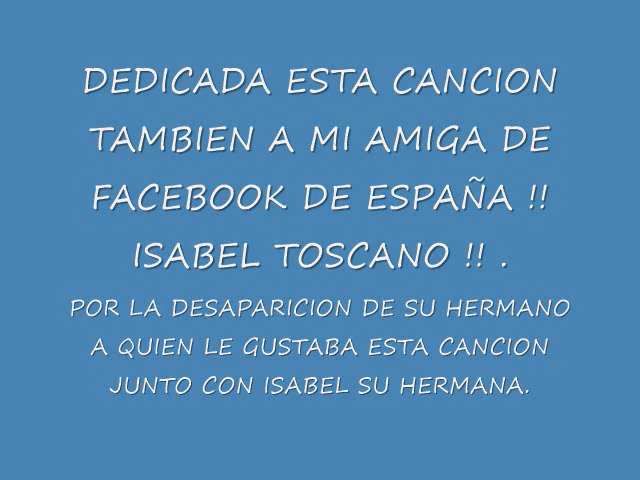 DEDICADA ESTA CANCION
TAMBIEN A MI AMIGA DE
FACEBOOK DE ESPAÑA !!
ISABEL TOSCANO !! .
POR LA DESAPARICION DE SU HERMANO
A QUIEN LE GUSTABA ESTA CANCION
JUNTO CON ISABEL SU HERMANA.